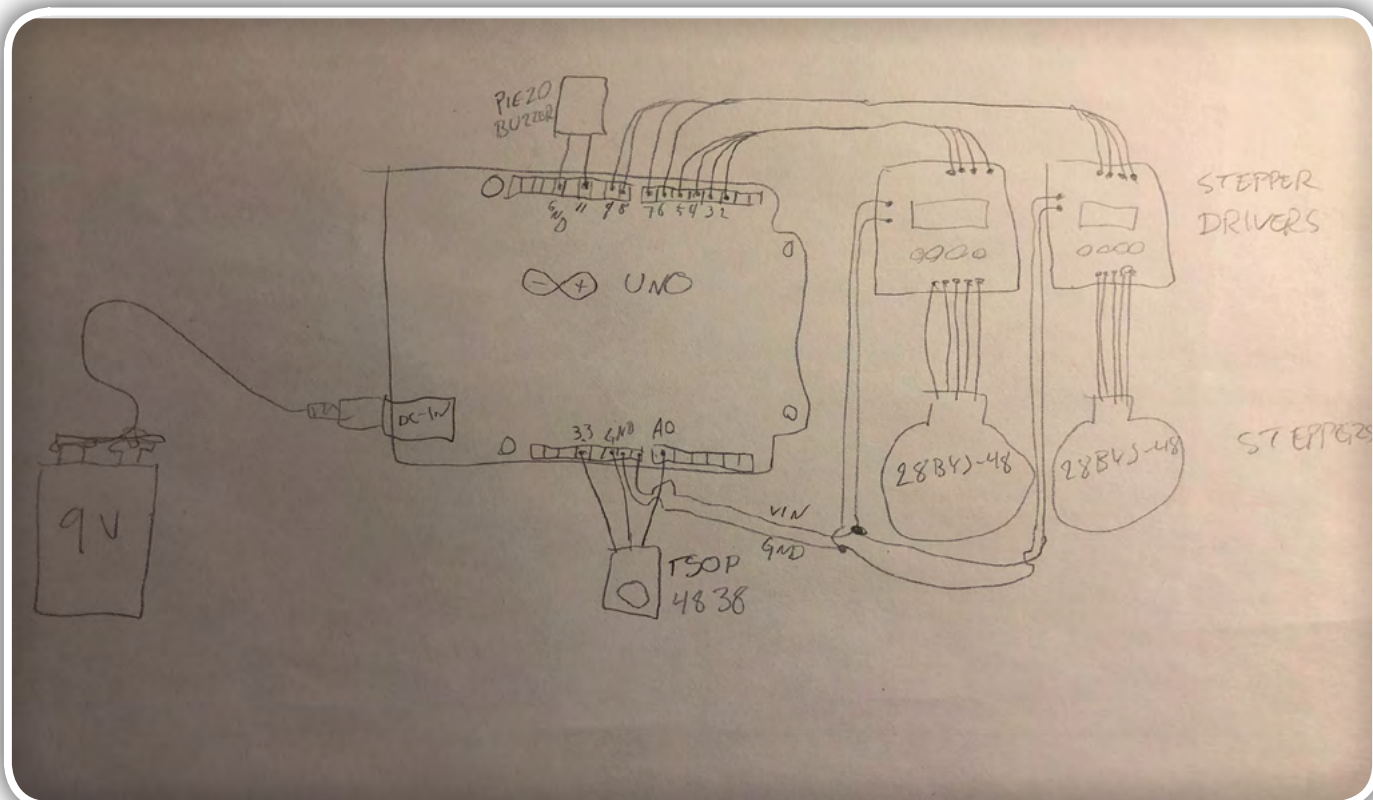 PIEZO
BUZZER
GND 11 9 8 7 6 5 4 3 2
STEPPER
DRIVERS
- + UNO
DC-IN
3.3 GND A0
9V
28BYJ-48
28BYJ-48
STEPPERS
VIN
GND
TSOP
4838